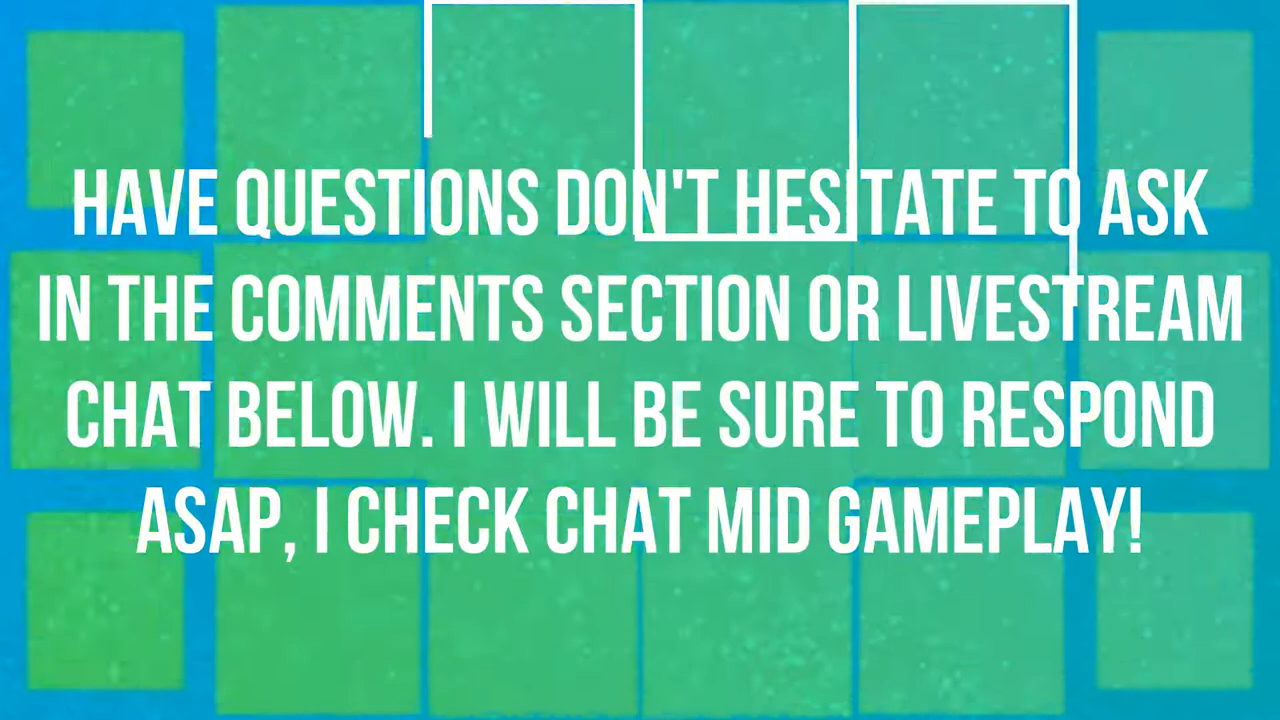 HAVE QUESTIONS DON'T HESITATE TO ASK
IN THE COMMENTS SECTION OR LIVESTREAM
CHAT BELOW. I WILL BE SURE TO RESPOND
ASAP, I CHECK CHAT MID GAMEPLAY!